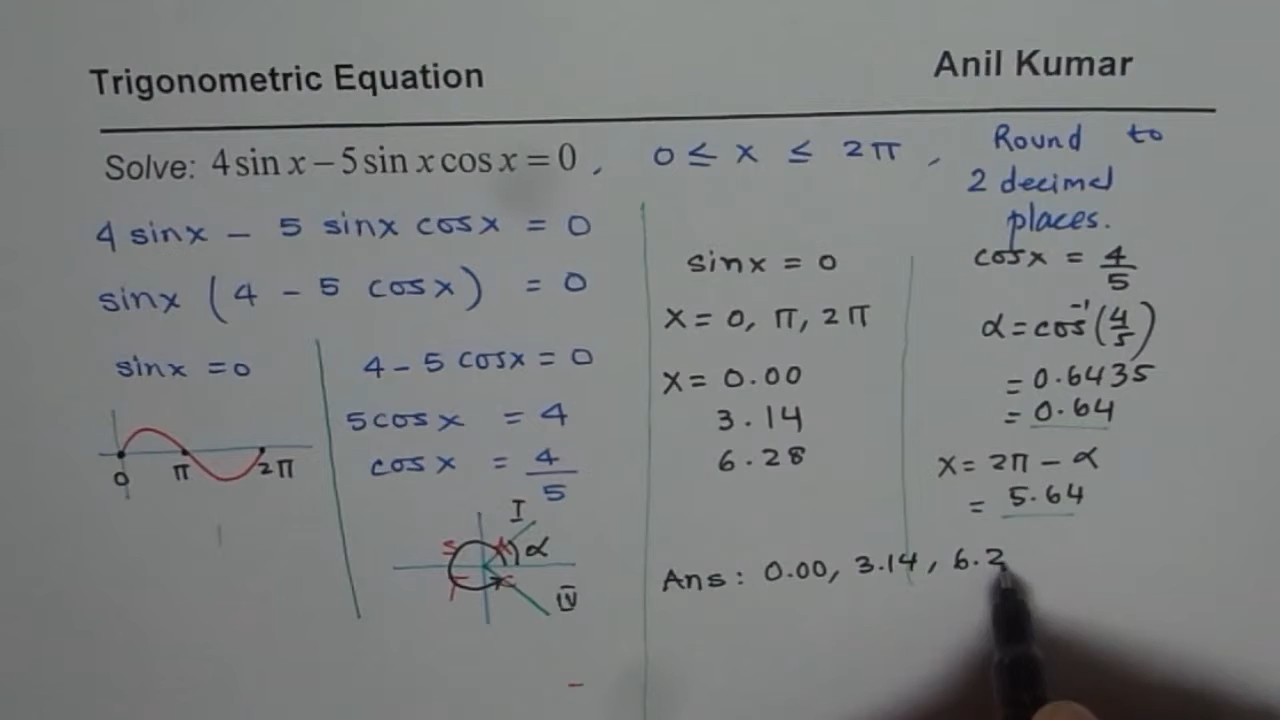 Trigonometric Equation
Anil Kumar
Solve: 4 sin x − 5 sin x cos x = 0 , 0 ≤ x ≤ 2π ,
Round to
2 decimal
places.
4 sinx − 5 sinx cosx = 0
sinx ( 4 − 5 cosx ) = 0
sinx = 0
0
π
2π
4 − 5 cosx = 0
5cosx = 4
cosx = 4/5
I
S
A
α
T
C
IV
sinx = 0
x = 0, π, 2π
x = 0.00
3.14
6.28
cosx = 4/5
α = cos⁻¹(4/5)
= 0.6435
= 0.64
x = 2π − α
= 5.64
Ans: 0.00, 3.14, 6.2